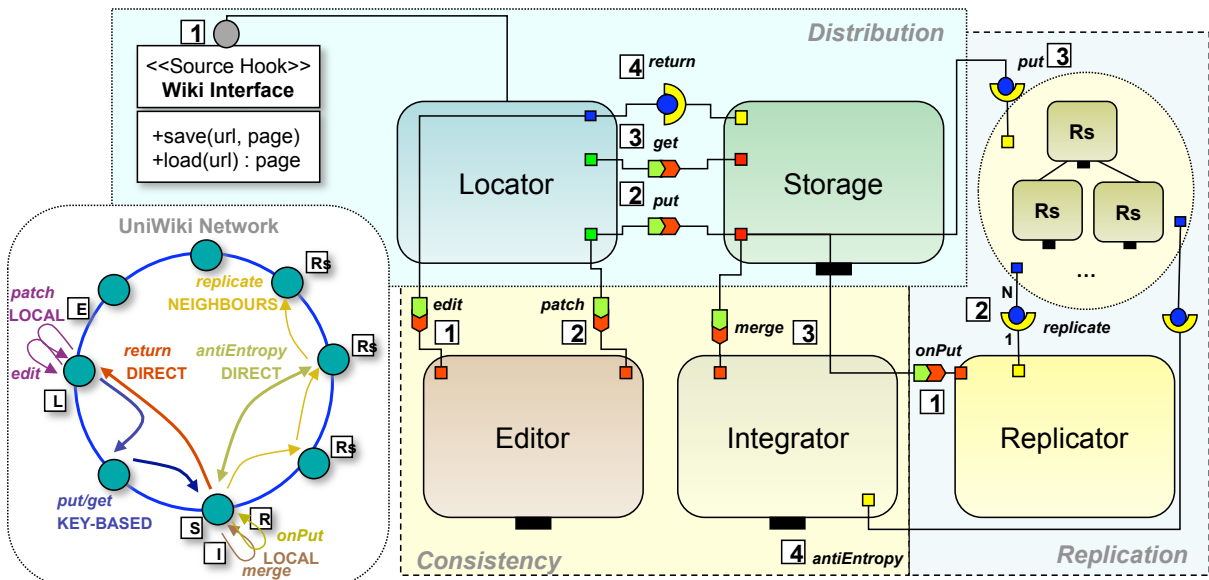 Distribution
1
<<Source Hook>>
Wiki Interface
+save(url, page)
+load(url) : page
4 return
3 get
2 put
Locator
Storage
put 3
Rs
Rs Rs
...
N
2
replicate
1
edit
1
patch
2
merge 3
onPut
1
Editor
Integrator
Replicator
4 antiEntropy
Consistency
Replication
UniWiki Network
Rs
replicate
NEIGHBOURS
patch
LOCAL
E
edit
return
DIRECT
antiEntropy
DIRECT
Rs
L
Rs
put/get
KEY-BASED
S
R
I
onPut
LOCAL
merge